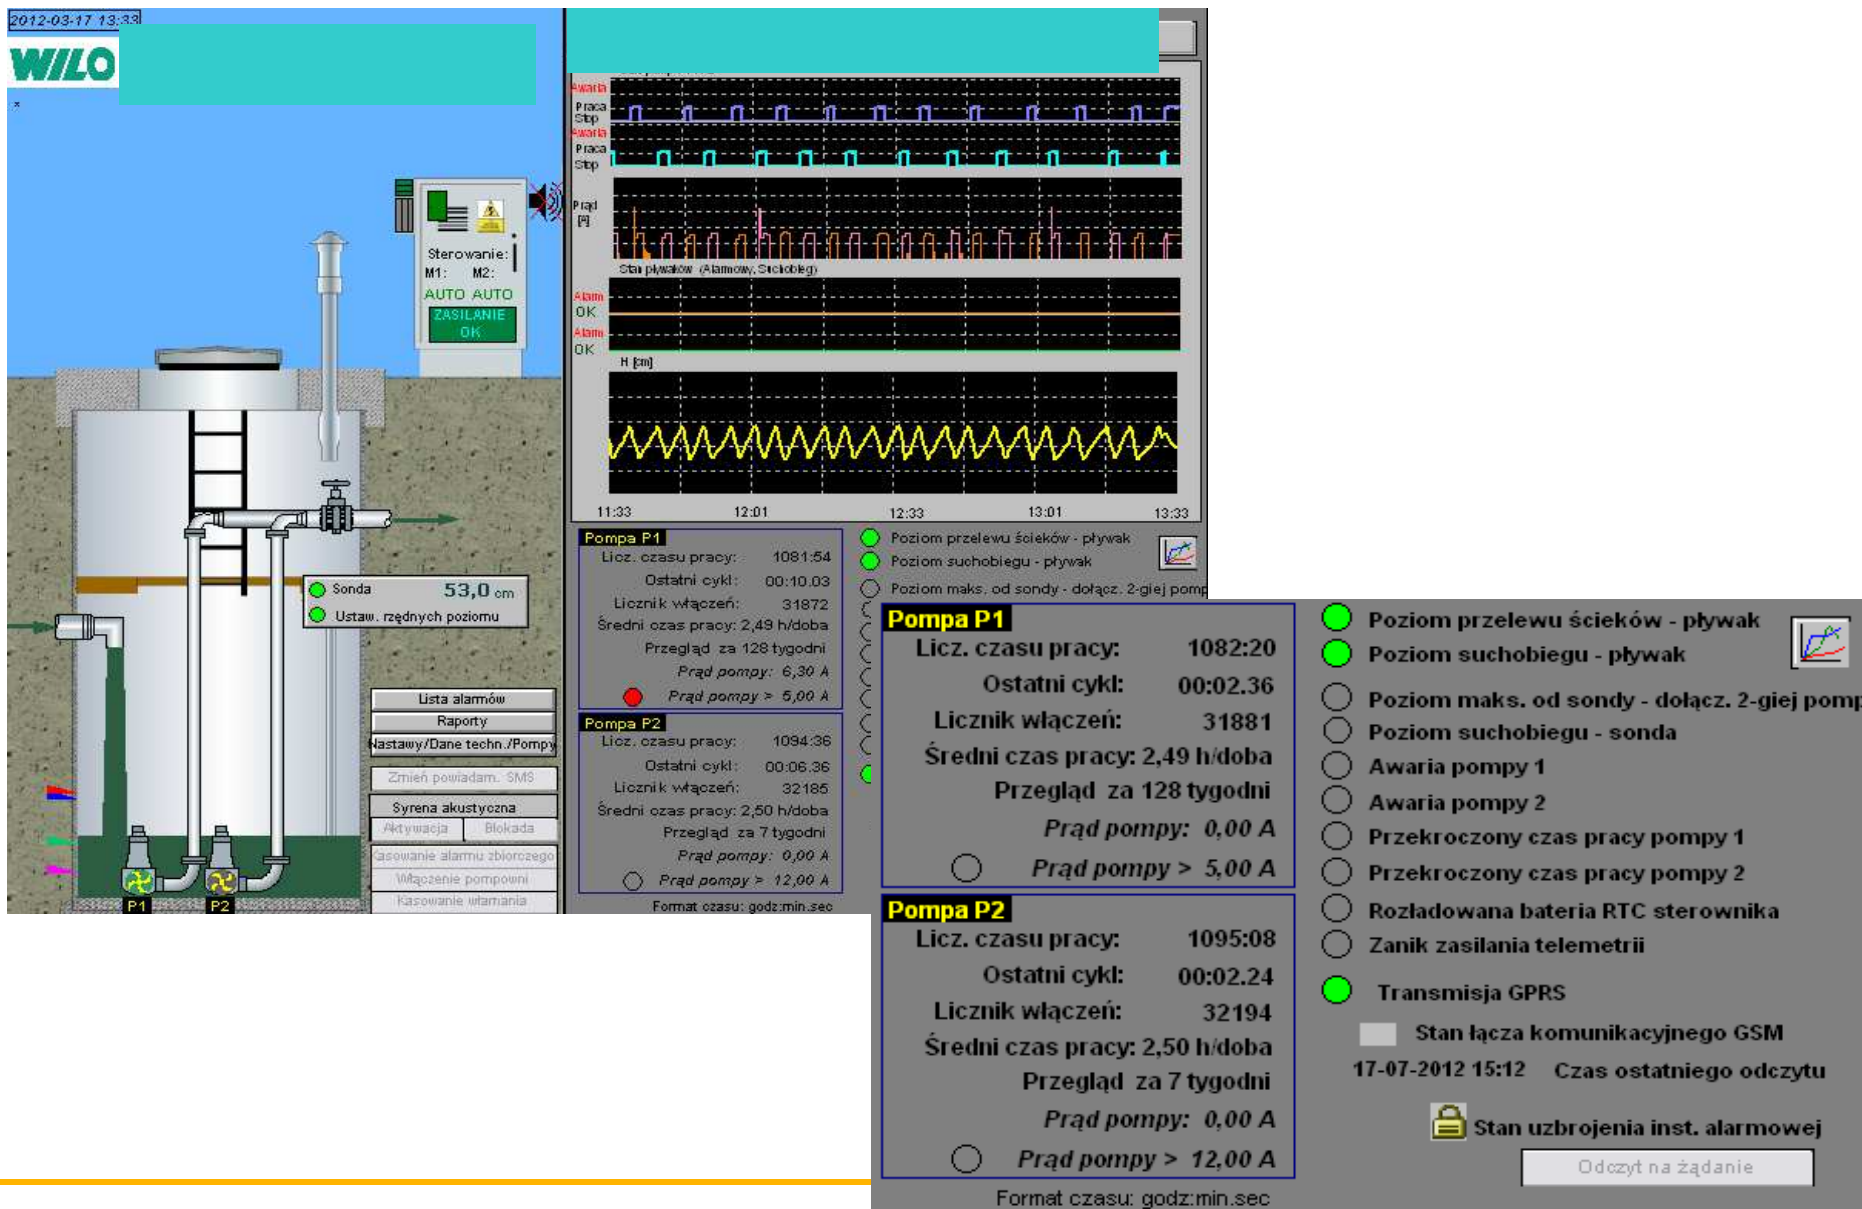 2012-03-17 13:33
WILO
Sterowanie:
M1: M2:
AUTO AUTO
ZASILANIE
OK
Sonda 53,0 cm
Ustaw. rzędnych poziomu
Lista alarmów
Raporty
Nastawy/Dane techn./Pompy
Zmień powiadam. SMS
Syrena akustyczna
Aktywacja Blokada
Kasowanie alarmu zbiorczego
Włączenie pompowni
Kasowanie włamania
P1 P2
Awaria
Praca
Stop
Awaria
Praca
Stop
Prąd
[A]
Stan pływaków (Alarmowy, Suchobieg)
Alarm
OK
Alarm
OK
H [cm]
11:33 12:01 12:33 13:01 13:33
Pompa P1
Licz. czasu pracy: 1081:54
Ostatni cykl: 00:10.03
Licznik włączeń: 31872
Średni czas pracy: 2,49 h/doba
Przegląd za 128 tygodni
Prąd pompy: 6,30 A
Prąd pompy > 5,00 A
Pompa P2
Licz. czasu pracy: 1094:36
Ostatni cykl: 00:06.36
Licznik włączeń: 32185
Średni czas pracy: 2,50 h/doba
Przegląd za 7 tygodni
Prąd pompy: 0,00 A
Prąd pompy > 12,00 A
Format czasu: godz:min.sec
Poziom przelewu ścieków - pływak
Poziom suchobiegu - pływak
Poziom maks. od sondy - dołącz. 2-giej pomp
Pompa P1
Licz. czasu pracy: 1082:20
Ostatni cykl: 00:02.36
Licznik włączeń: 31881
Średni czas pracy: 2,49 h/doba
Przegląd za 128 tygodni
Prąd pompy: 0,00 A
Prąd pompy > 5,00 A
Pompa P2
Licz. czasu pracy: 1095:08
Ostatni cykl: 00:02.24
Licznik włączeń: 32194
Średni czas pracy: 2,50 h/doba
Przegląd za 7 tygodni
Prąd pompy: 0,00 A
Prąd pompy > 12,00 A
Format czasu: godz:min.sec
Poziom przelewu ścieków - pływak
Poziom suchobiegu - pływak
Poziom maks. od sondy - dołącz. 2-giej pomp
Poziom suchobiegu - sonda
Awaria pompy 1
Awaria pompy 2
Przekroczony czas pracy pompy 1
Przekroczony czas pracy pompy 2
Rozładowana bateria RTC sterownika
Zanik zasilania telemetrii
Transmisja GPRS
Stan łącza komunikacyjnego GSM
17-07-2012 15:12 Czas ostatniego odczytu
Stan uzbrojenia inst. alarmowej
Odczyt na żądanie